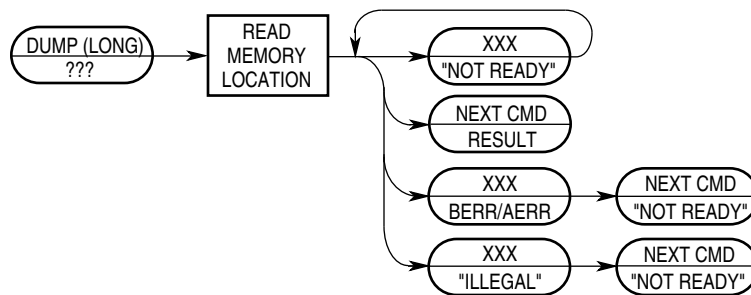 DUMP (LONG)
???
READ
MEMORY
LOCATION
XXX
"NOT READY"
NEXT CMD
RESULT
XXX
BERR/AERR
NEXT CMD
"NOT READY"
XXX
"ILLEGAL"
NEXT CMD
"NOT READY"